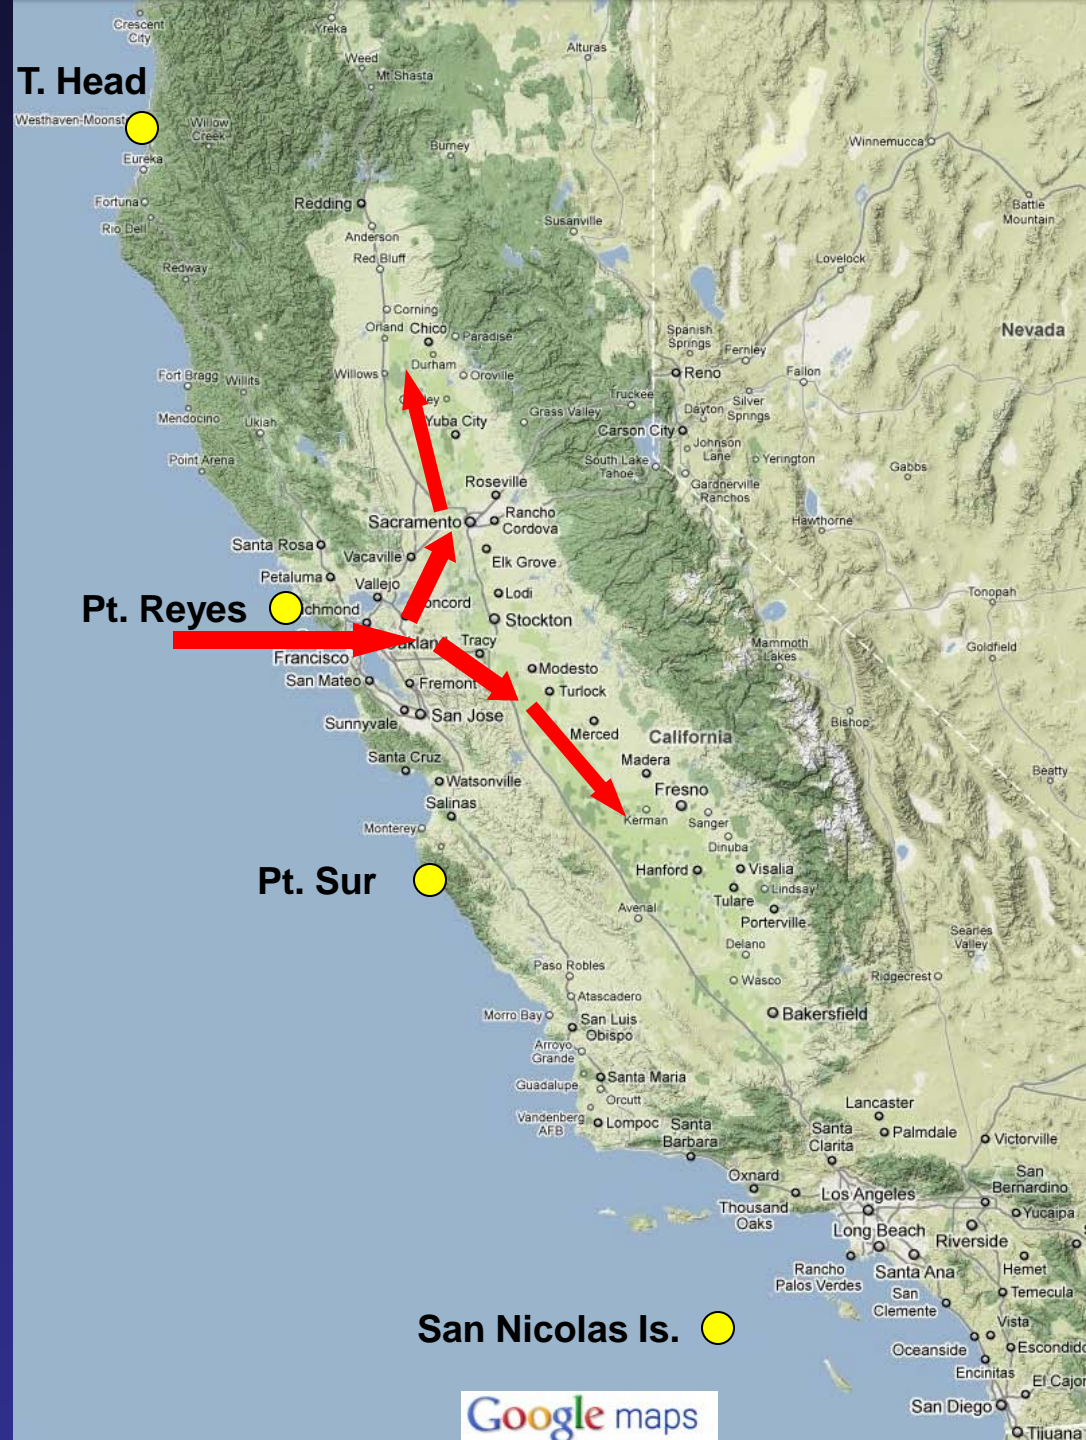 Crescent
City
Yreka
Weed
Mt Shasta
Alturas
T. Head
Westhaven-Moonst
Willow
Creek
Burney
Winnemucca
Eureka
Fortuna
Rio Dell
Redding
Anderson
Red Bluff
Susanville
Battle
Mountain
Redway
Lovelock
Corning
Orland
Chico
Paradise
Durham
Oroville
Spanish
Springs
Fernley
Nevada
Fort Bragg
Willits
Willows
Reno
Fallon
Truckee
Mendocino
Ukiah
Yuba City
Grass Valley
Dayton
Silver
Springs
Carson City
Johnson
Lane
Yerington
Gabbs
Point Arena
South Lake
Tahoe
Gardnerville
Ranchos
Roseville
Sacramento
Rancho
Cordova
Hawthorne
Santa Rosa
Vacaville
Elk Grove
Petaluma
Vallejo
Lodi
Tonopah
Pt. Reyes
chmond
oncord
Stockton
Oakland
Tracy
Francisco
Mammoth
Lakes
Goldfield
San Mateo
Fremont
Modesto
Turlock
Sunnyvale
San Jose
Merced
California
Bishop
Santa Cruz
Madera
Beatty
Watsonville
Fresno
Salinas
Kerman
Sanger
Monterey
Dinuba
Pt. Sur
Hanford
Visalia
Tulare
Lindsay
Avenal
Porterville
Delano
Searles
Valley
Paso Robles
Wasco
Ridgecrest
Atascadero
Morro Bay
San Luis
Obispo
Bakersfield
Arroyo
Grande
Guadalupe
Santa Maria
Orcutt
Vandenberg
AFB
Lompoc
Santa
Barbara
Lancaster
Santa
Clarita
Palmdale
Victorville
Oxnard
Thousand
Oaks
Los Angeles
San
Bernardino
Yucaipa
Long Beach
Riverside
Rancho
Palos Verdes
Santa Ana
Hemet
San
Clemente
Temecula
San Nicolas Is.
Vista
Oceanside
Escondido
Encinitas
El Cajon
San Diego
Google maps
Tijuana